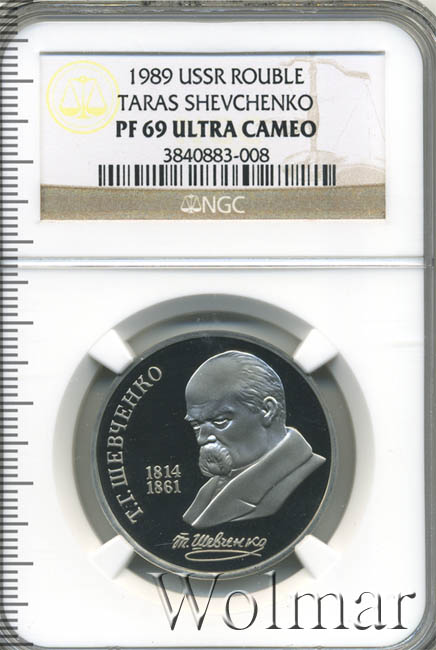 1989 USSR ROUBLE
TARAS SHEVCHENKO
PF 69 ULTRA CAMEO
3840883-008
NGC
Т.Г. ШЕВЧЕНКО
1814
1861
Т. Шевченко
Wolmar